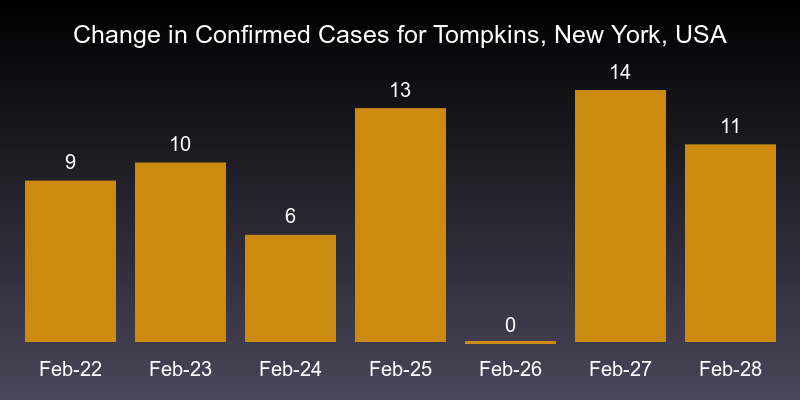 Change in Confirmed Cases for Tompkins, New York, USA
9
10
6
13
0
14
11
Feb-22
Feb-23
Feb-24
Feb-25
Feb-26
Feb-27
Feb-28